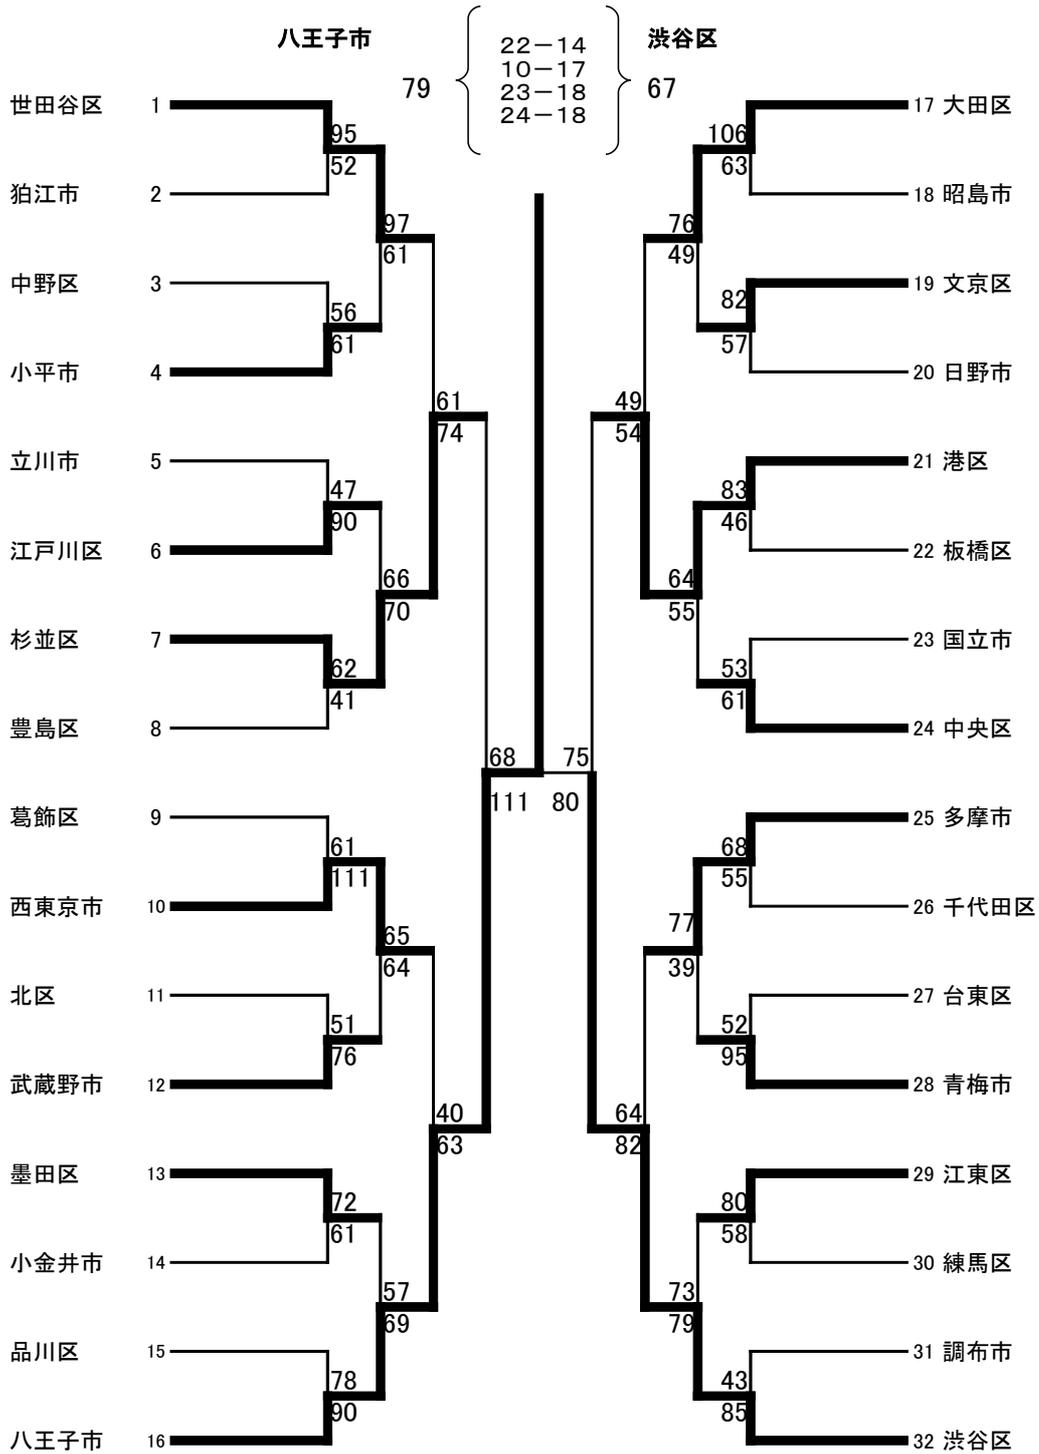 八王子市 渋谷区
22－14
10－17
79 67
23－18
24－18
世田谷区 1 17 大田区
95 106
52 63
狛江市 2 18 昭島市
97 76
61 49
中野区 3 19 文京区
56 82
61 57
小平市 4 20 日野市
61 49
74 54
立川市 5 21 港区
47 83
90 46
江戸川区 6 22 板橋区
66 64
70 55
杉並区 7 23 国立市
62 53
41 61
豊島区 8 24 中央区
68 75
111 80
葛飾区 9 25 多摩市
61 68
111 55
西東京市 10 26 千代田区
65 77
64 39
北区 11 27 台東区
51 52
76 95
武蔵野市 12 28 青梅市
40 64
63 82
墨田区 13 29 江東区
72 80
61 58
小金井市 14 30 練馬区
57 73
69 79
品川区 15 31 調布市
78 43
90 85
八王子市 16 32 渋谷区